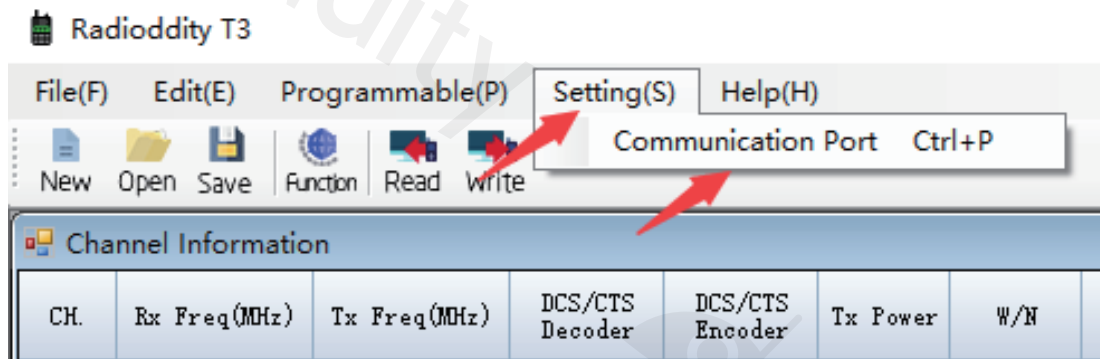 Radioddity T3
File(F) Edit(E) Programmable(P) Setting(S) Help(H)
Communication Port Ctrl+P
New Open Save Function Read Write
Channel Information
CH. Rx Freq(MHz) Tx Freq(MHz) DCS/CTS Decoder DCS/CTS Encoder Tx Power W/N